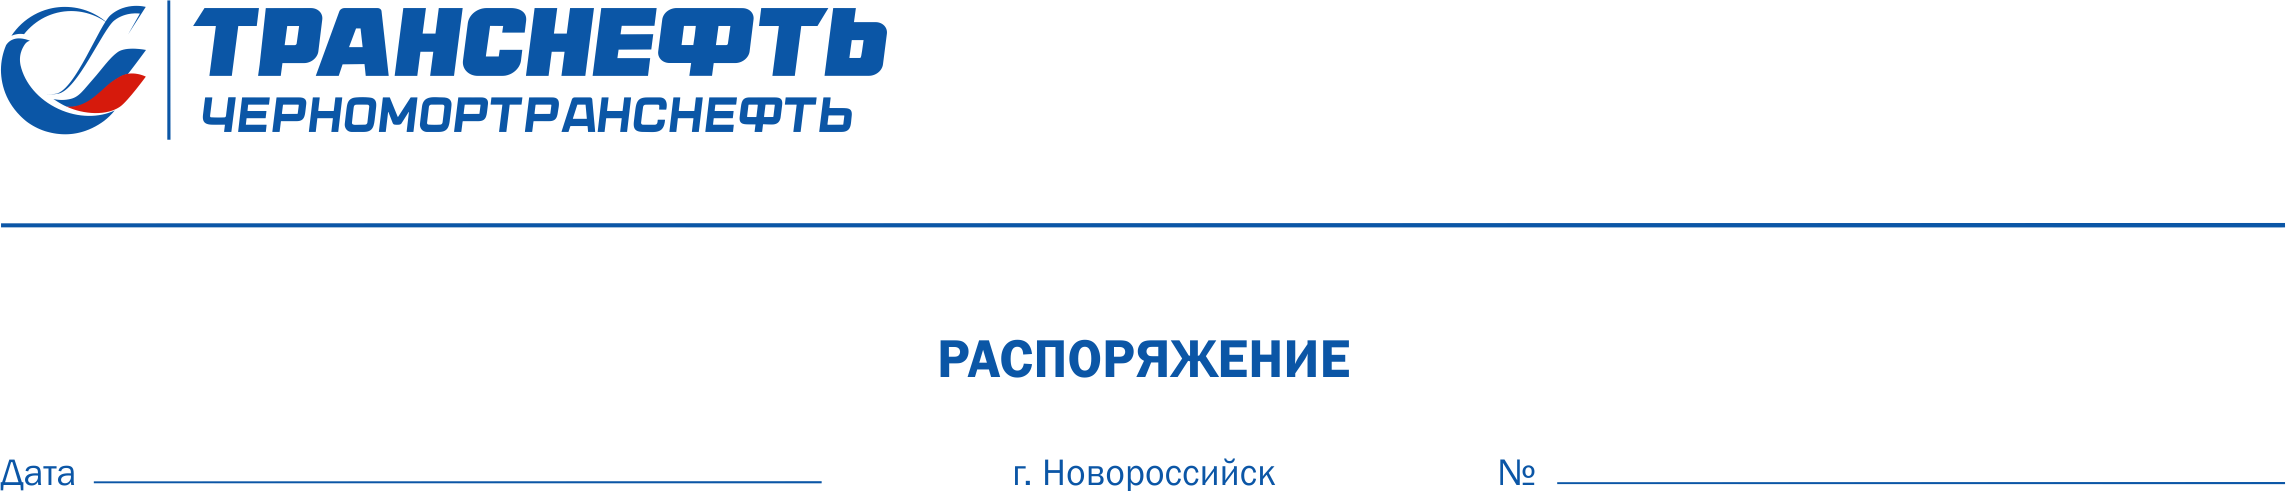 ТРАНСНЕФТЬ
ЧЕРНОМОРТРАНСНЕФТЬ
РАСПОРЯЖЕНИЕ
Дата г. Новороссийск №